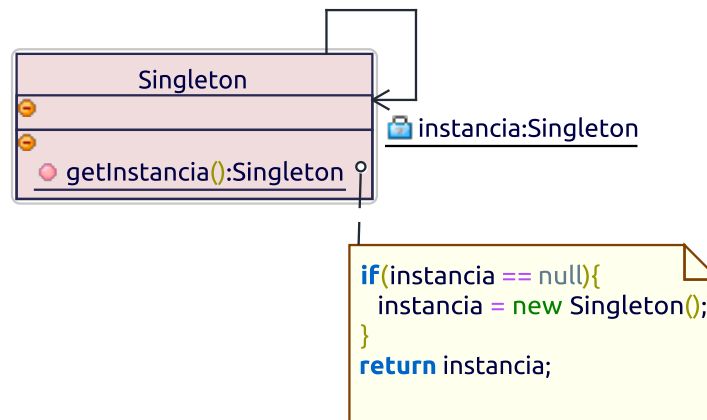 Singleton
instancia:Singleton
getInstancia():Singleton
if(instancia == null){
   instancia = new Singleton();
}
return instancia;